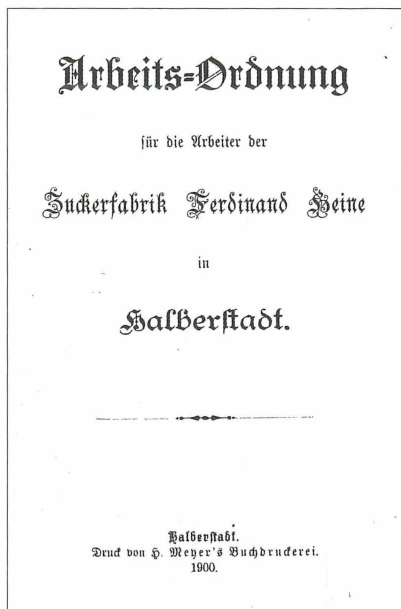 Arbeits-Ordnung
für die Arbeiter der
Zuckerfabrik Ferdinand Heine
in
Halberstadt.
Halberstadt.
Druck von H. Meyer's Buchdruckerei.
1900.